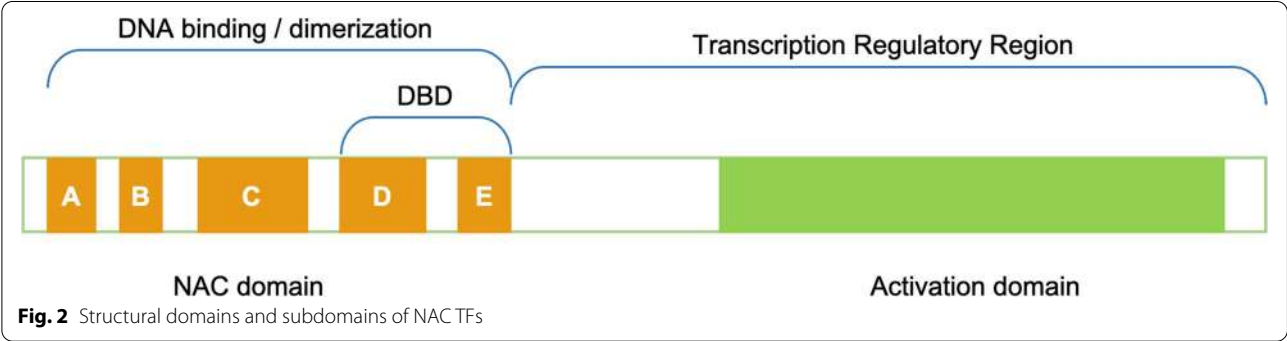 DNA binding / dimerization
Transcription Regulatory Region
DBD
A B C D E
NAC domain
Activation domain
Fig. 2 Structural domains and subdomains of NAC TFs